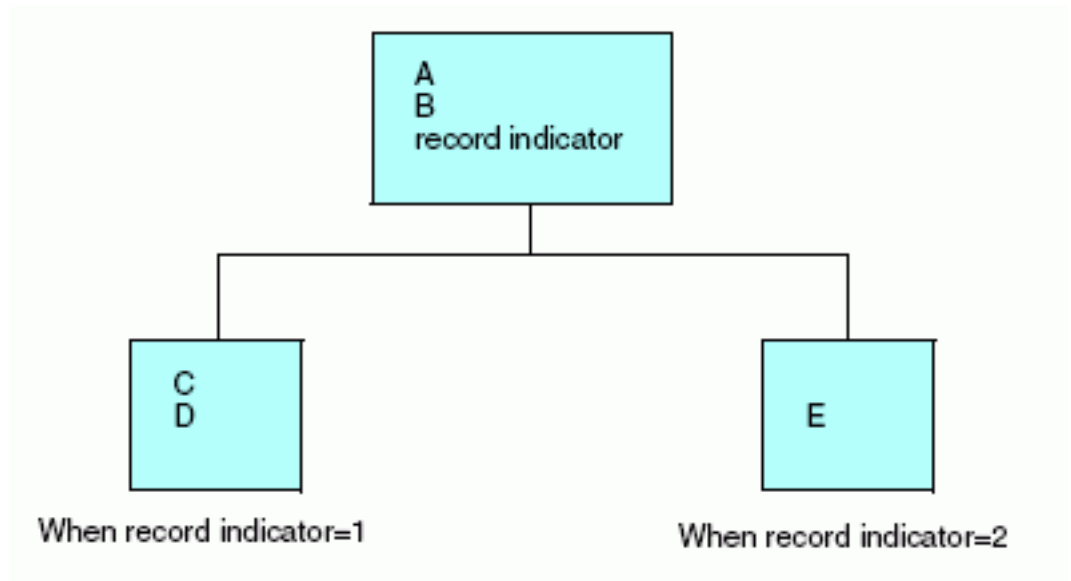 A
B
record indicator
C
D
E
When record indicator=1
When record indicator=2